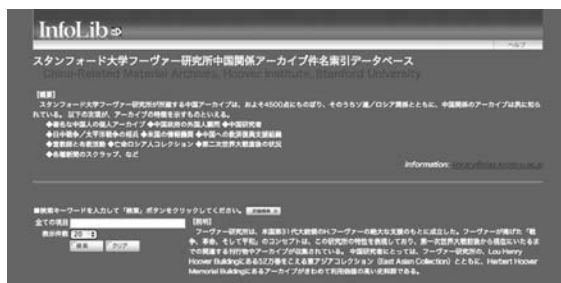 InfoLib
ヘルプ
スタンフォード大学フーヴァー研究所中国関係アーカイブ件名索引データベース
China-Related Material Archives, Hoover Institute, Stanford University
【概要】
スタンフォード大学フーヴァー研究所が所蔵する中国アーカイブは、およそ4500点にものぼり、そのうちソ連/ロシア関係とともに、中国関係のアーカイブは夙に知ら
れている。 以下の次項が、アーカイブの特徴を示すものといえる。
◆著名な中国人の個人アーカイブ ◆中国政府の外国人顧問 ◆中国研究者
◆日中戦争/太平洋戦争の様兵 ◆米国の情報機関 ◆中国への救済復興支援組織
◆宣教師と布教活動 ◆亡命ロシア人コレクション ◆第二次世界大戦直後の状況
◆各種新聞のスクラップ、など
Information:
■検索キーワードを入力して「検索」ボタンをクリックしてください。 詳細検索
全ての項目
【説明】
表示件数 20
フーヴァー研究所は、米国第31代大統領のH.フーヴァーの絶大な支援のもとに成立した。フーヴァーが掲げた「戦
検索 クリア
争、革命、そして平和」のコンセプトは、この研究所の特性を表現しており、第一次世界大戦前後から現在にいたるま
での関連する刊行物やアーカイブが収集されている。 中国研究者にとっては、フーヴァー研究所の、Lou Henry
Hoover Buildingにある52万巻をこえる東アジアコレクション (East Asian Collection) とともに、Herbert Hoover
Memorial Buildingにあるアーカイブがきわめて利用価値の高い史料群である。